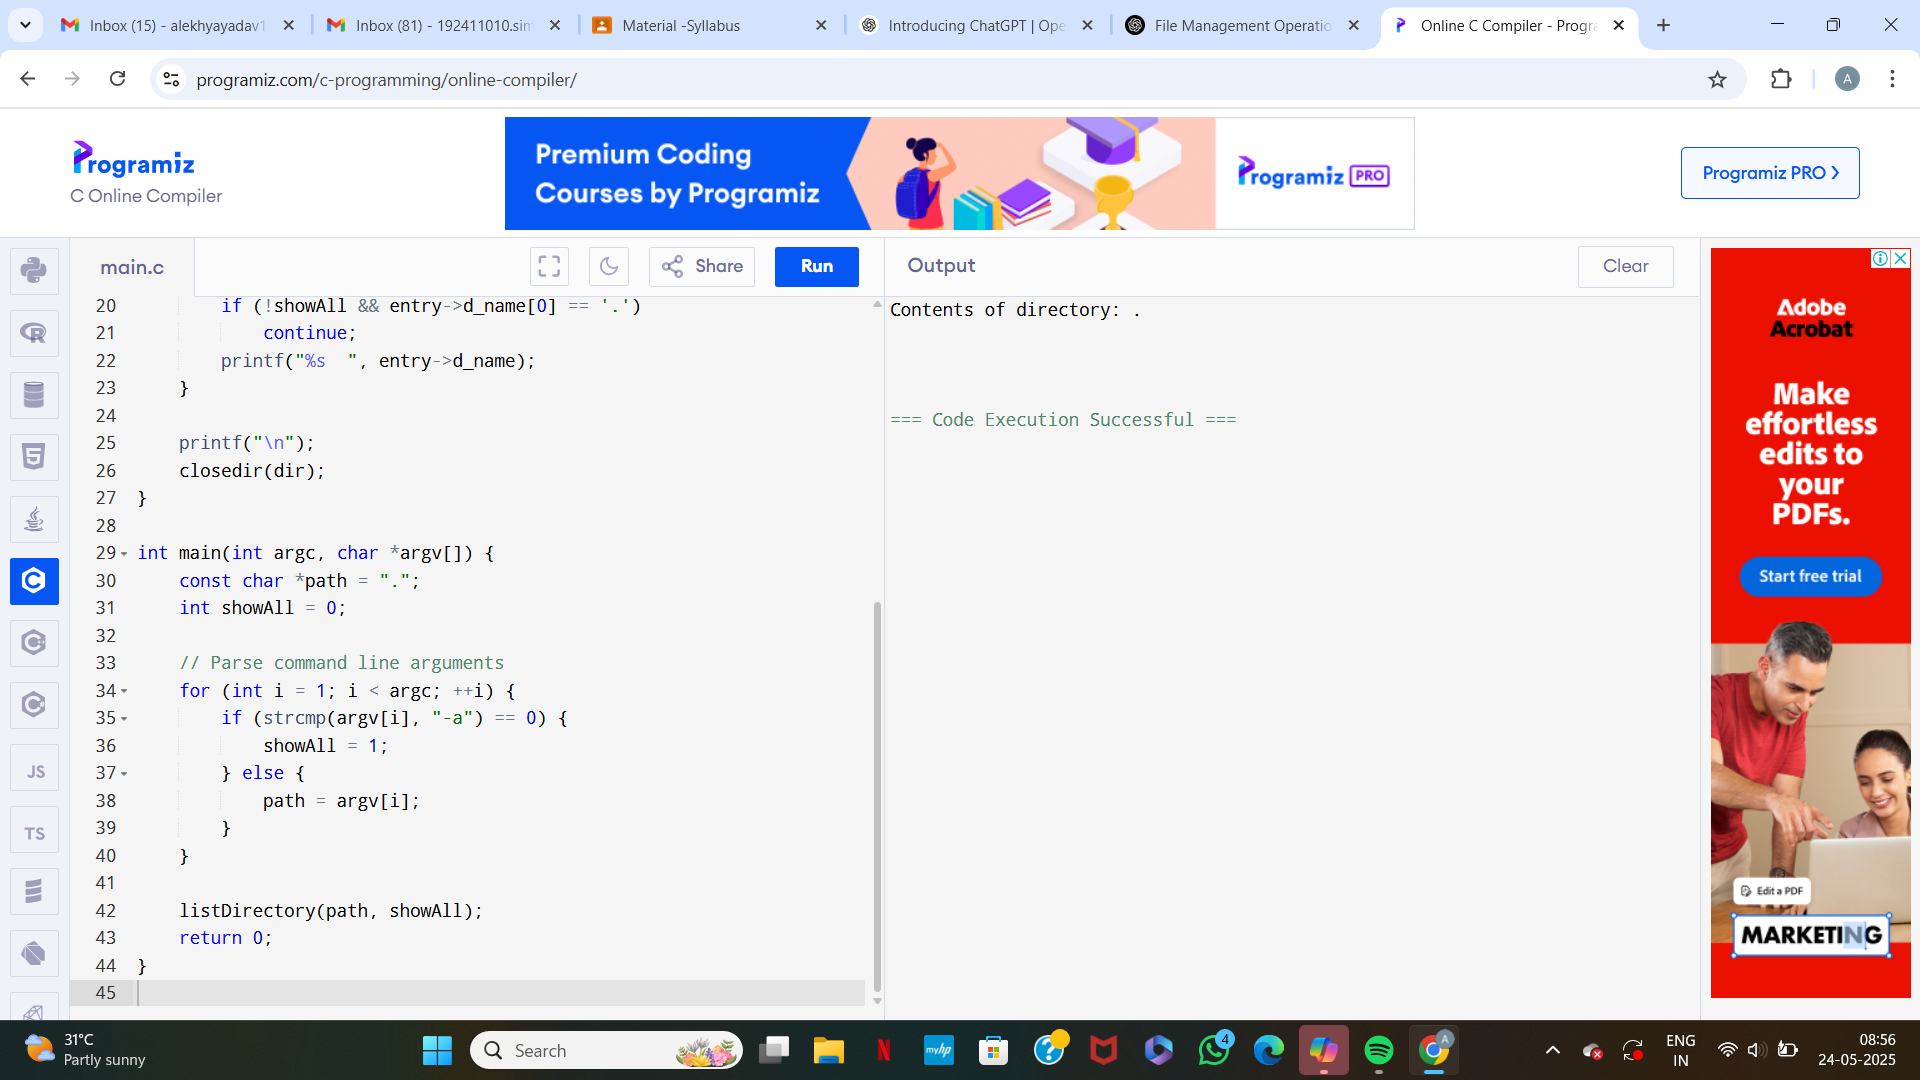 Inbox (15) - alekhyayadav1
Inbox (81) - 192411010.sim
Material -Syllabus
Introducing ChatGPT | Ope
File Management Operatio
Online C Compiler - Progra
programiz.com/c-programming/online-compiler/
A
Programiz
C Online Compiler
Premium Coding
Courses by Programiz
Programiz PRO
Programiz PRO
main.c
Share
Run
Output
Clear
20 if (!showAll && entry->d_name[0] == '.')
21 continue;
22 printf("%s  ", entry->d_name);
23 }
24
25 printf("\n");
26 closedir(dir);
27 }
28
29 int main(int argc, char *argv[]) {
30 const char *path = ".";
31 int showAll = 0;
32
33 // Parse command line arguments
34 for (int i = 1; i < argc; ++i) {
35 if (strcmp(argv[i], "-a") == 0) {
36 showAll = 1;
37 } else {
38 path = argv[i];
39 }
40 }
41
42 listDirectory(path, showAll);
43 return 0;
44 }
45
Contents of directory: .
=== Code Execution Successful ===
JS
TS
Adobe
Acrobat
Make
effortless
edits to
your
PDFs.
Start free trial
Edit a PDF
MARKETING
31°C
Partly sunny
Search
myhp
4
A
ENG
IN
08:56
24-05-2025